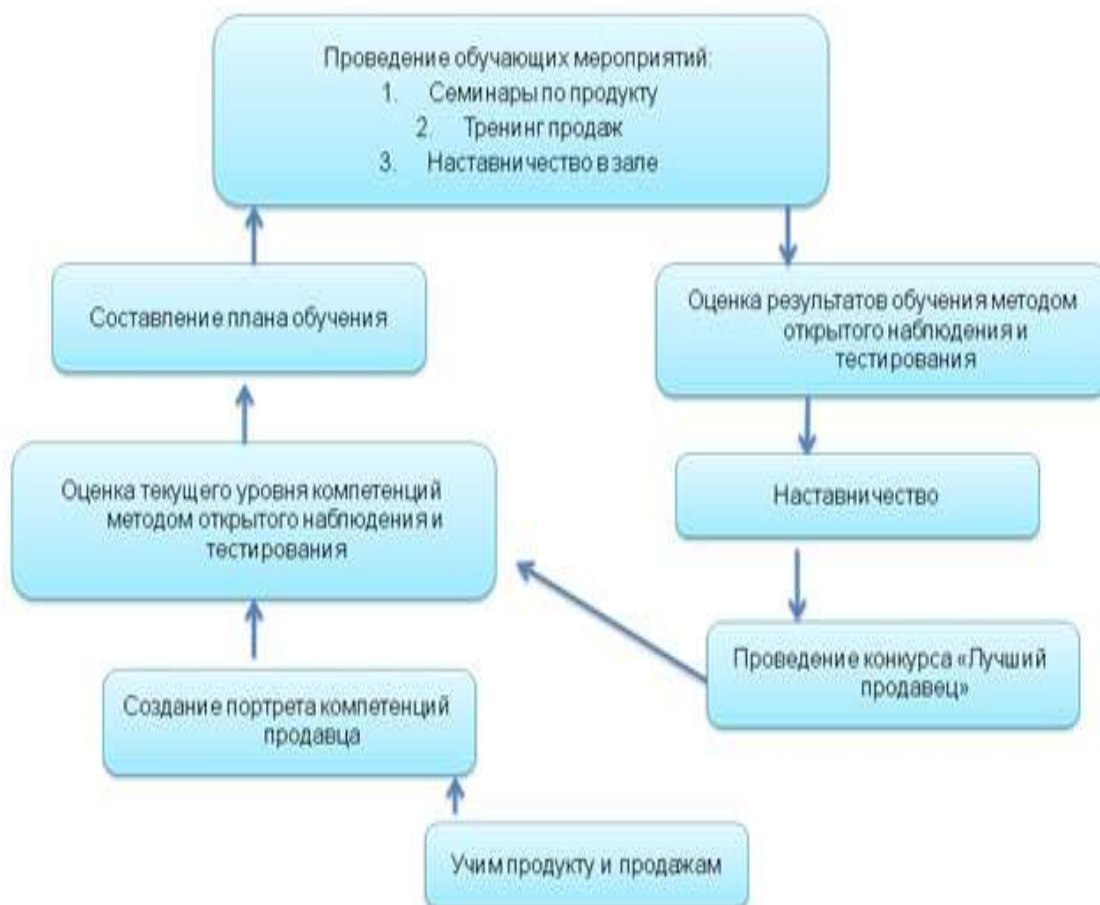 Проведение обучающих мероприятий:
1. Семинары по продукту
2. Тренинг продаж
3. Наставничество в зале
Составление плана обучения
Оценка результатов обучения методом
открытого наблюдения и
тестирования
Оценка текущего уровня компетенций
методом открытого наблюдения и
тестирования
Наставничество
Проведение конкурса «Лучший
продавец»
Создание портрета компетенций
продавца
Учим продукту и продажам